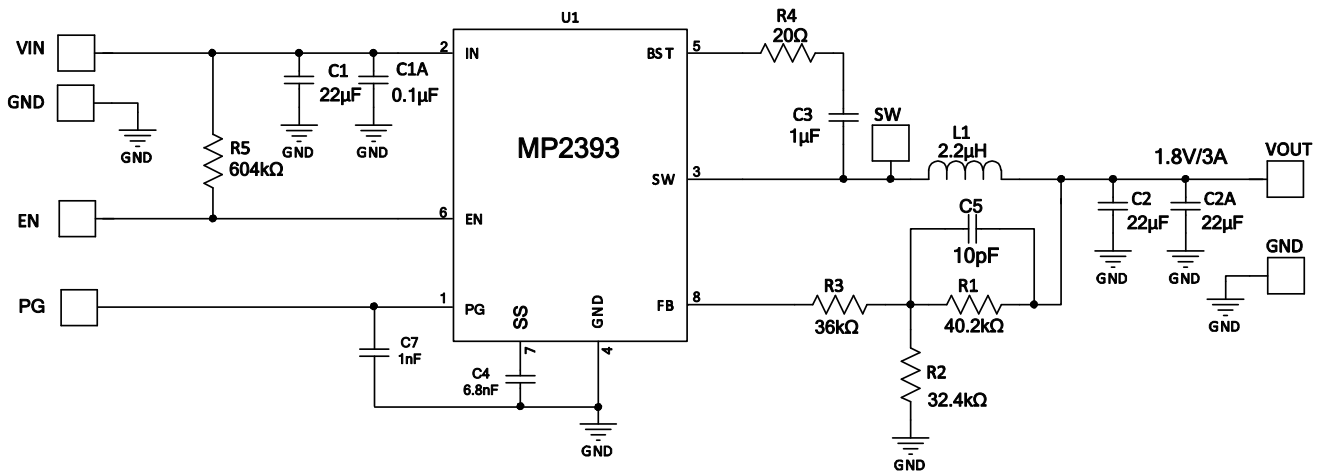 U1
VIN
2
IN
C1
22µF
C1A
0.1µF
GND
GND
GND
GND
R5
604kΩ
EN
6
EN
PG
1
PG
C7
1nF
MP2393
SS
7
GND
4
C4
6.8nF
GND
BST
5
R4
20Ω
C3
1µF
SW
SW
3
L1
2.2µH
1.8V/3A
VOUT
C2
22µF
C2A
22µF
GND
GND
GND
GND
C5
10pF
FB
8
R3
36kΩ
R1
40.2kΩ
R2
32.4kΩ
GND